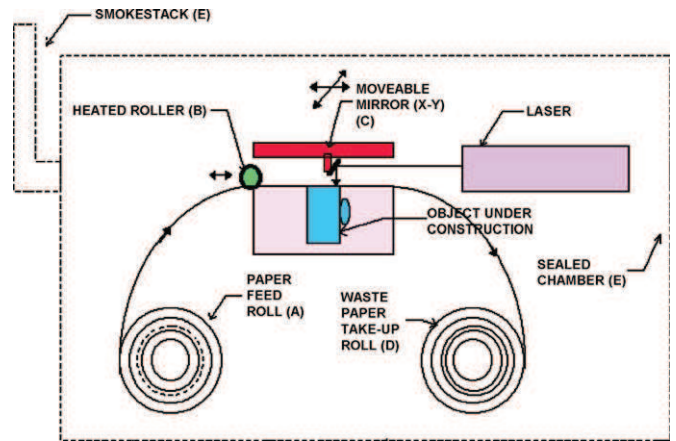 SMOKESTACK (E)
HEATED ROLLER (B)
MOVEABLE
MIRROR (X-Y)
(C)
LASER
OBJECT UNDER
CONSTRUCTION
PAPER
FEED
ROLL (A)
WASTE
PAPER
TAKE-UP
ROLL (D)
SEALED
CHAMBER (E)